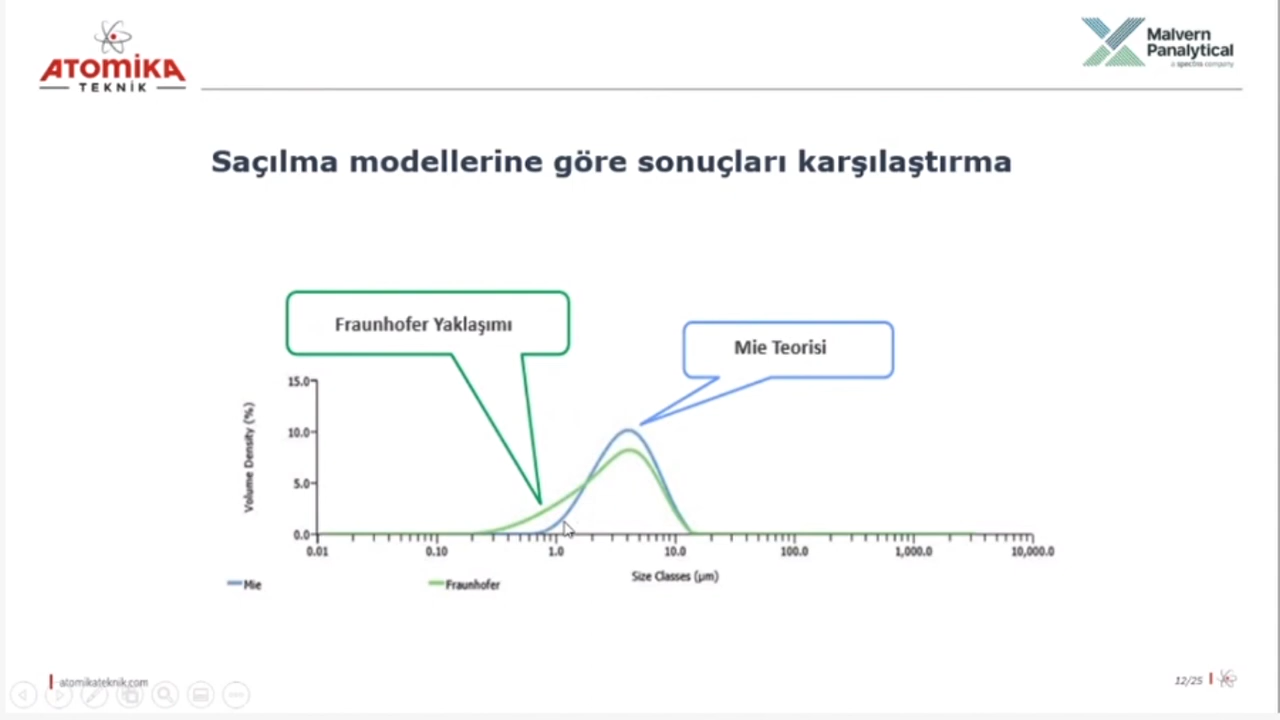 ATOMİKA
TEKNİK
Malvern
Panalytical
a spectris company
Saçılma modellerine göre sonuçları karşılaştırma
Fraunhofer Yaklaşımı
Mie Teorisi
Volume Density (%)
15.0
10.0
5.0
0.0
0.01 0.10 1.0 10.0 100.0 1,000.0 10,000.0
Size Classes (µm)
Mie
Fraunhofer
atomikateknik.com
12/25